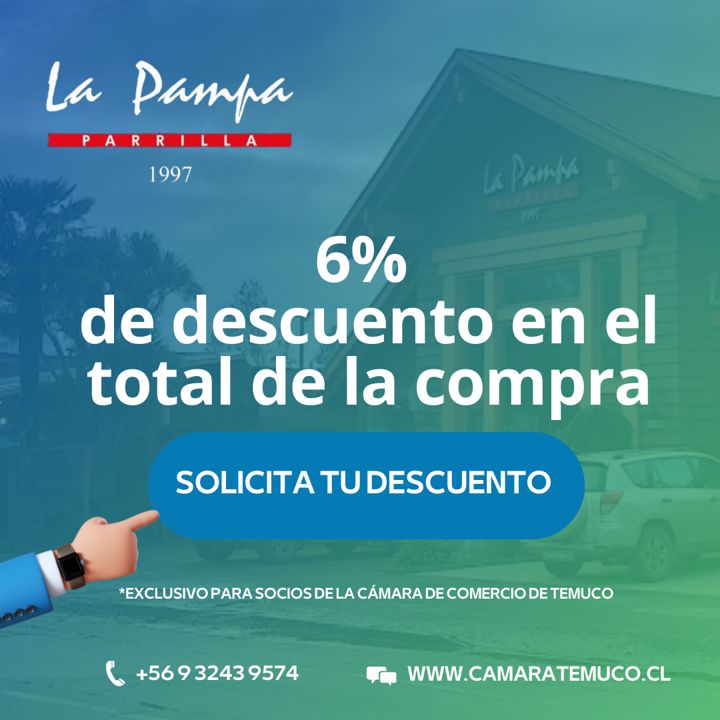 La Pampa
PARRILLA
1997
La Pampa
PARRILLA
1997
6%
de descuento en el
total de la compra
SOLICITA TU DESCUENTO
*EXCLUSIVO PARA SOCIOS DE LA CÁMARA DE COMERCIO DE TEMUCO
+56 9 3243 9574
WWW.CAMARATEMUCO.CL